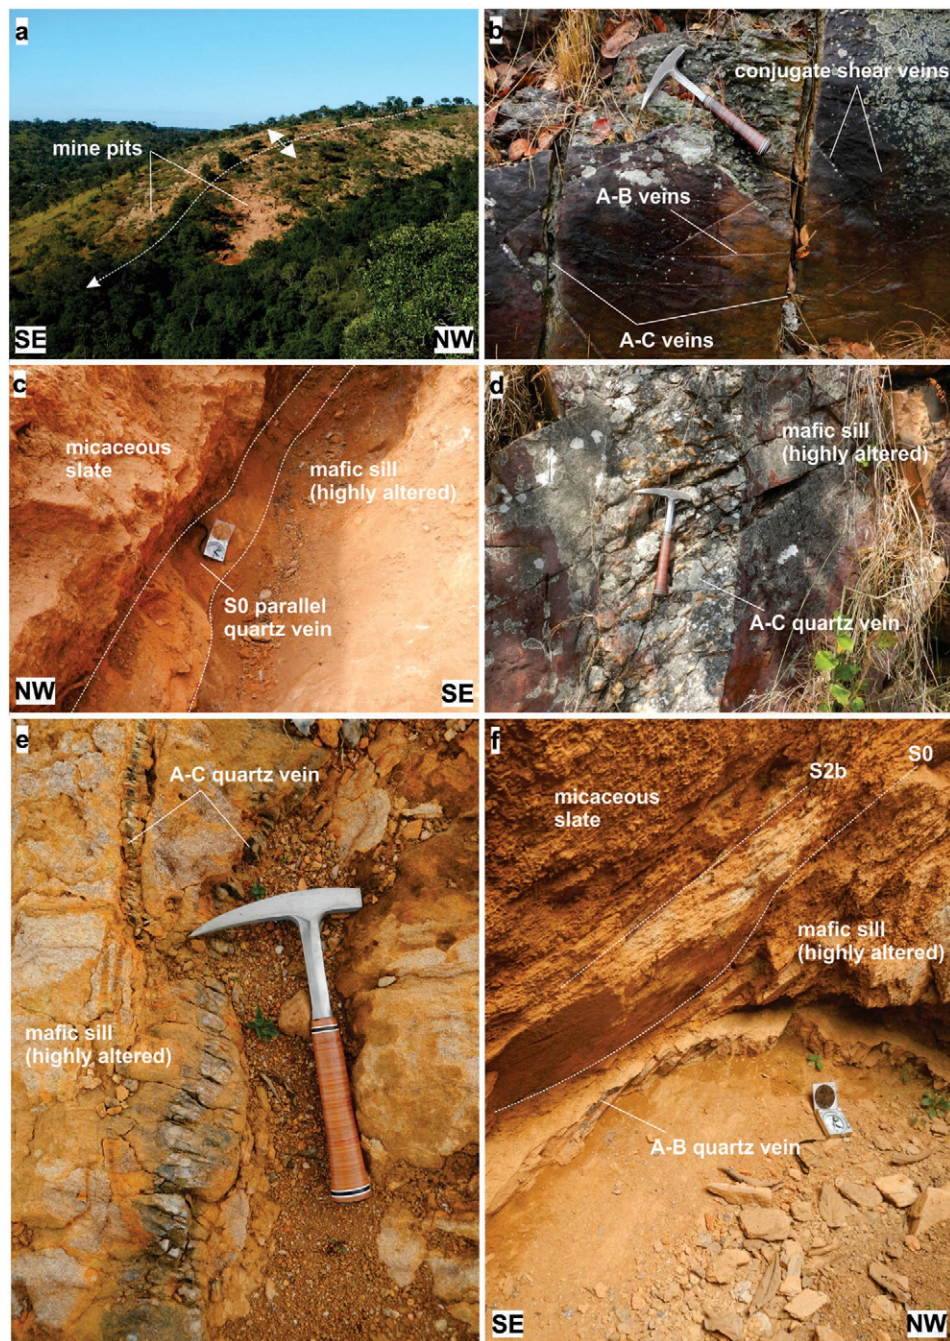 a
mine pits
SE
NW
b
conjugate shear veins
A-B veins
A-C veins
c
micaceous
slate
mafic sill
(highly altered)
S0 parallel
quartz vein
NW
SE
d
mafic sill
(highly altered)
A-C quartz vein
e
A-C quartz vein
mafic sill
(highly altered)
f
S2b
S0
micaceous
slate
mafic sill
(highly altered)
A-B quartz vein
SE
NW